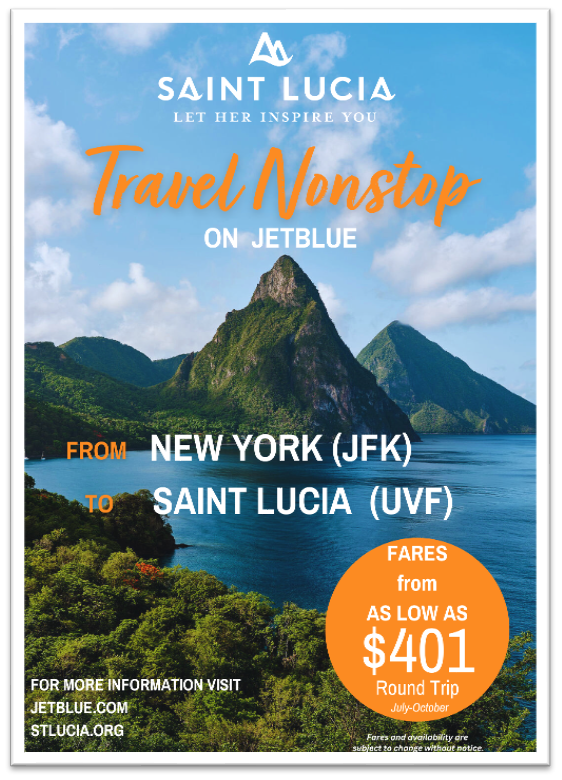 SAINT LUCIA
LET HER INSPIRE YOU
Travel Nonstop
ON JETBLUE
FROM NEW YORK (JFK)
TO SAINT LUCIA (UVF)
FARES
from
AS LOW AS
$401
Round Trip
July-October
FOR MORE INFORMATION VISIT
JETBLUE.COM
STLUCIA.ORG
Fares and availability are
subject to change without notice.